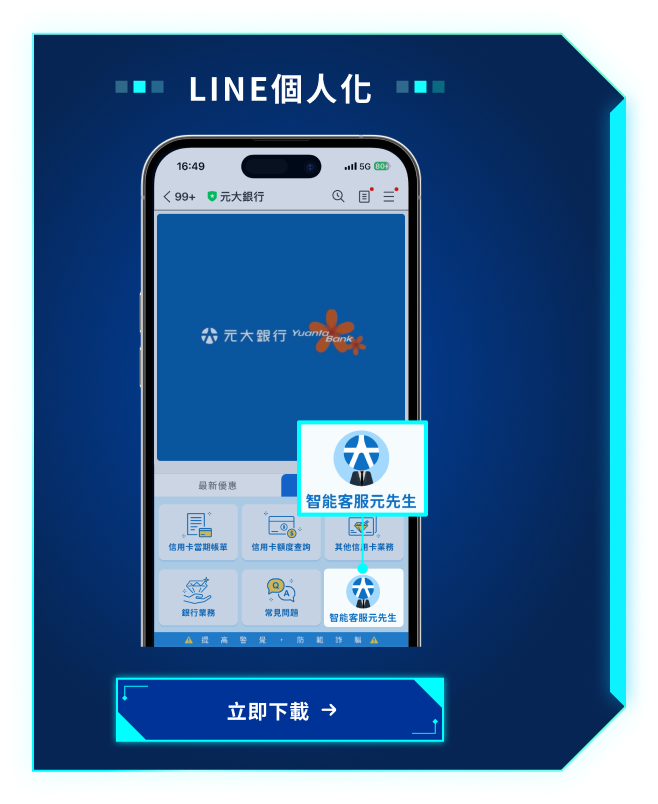 LINE個人化
16:49
5G 80+
99+ 元大銀行
元大銀行 Yuanta Bank
最新優惠
智能客服元先生
信用卡當期帳單
信用卡額度查詢
其他信用卡業務
Q A
銀行業務
常見問題
智能客服元先生
提高警覺，防範詐騙
立即下載 →